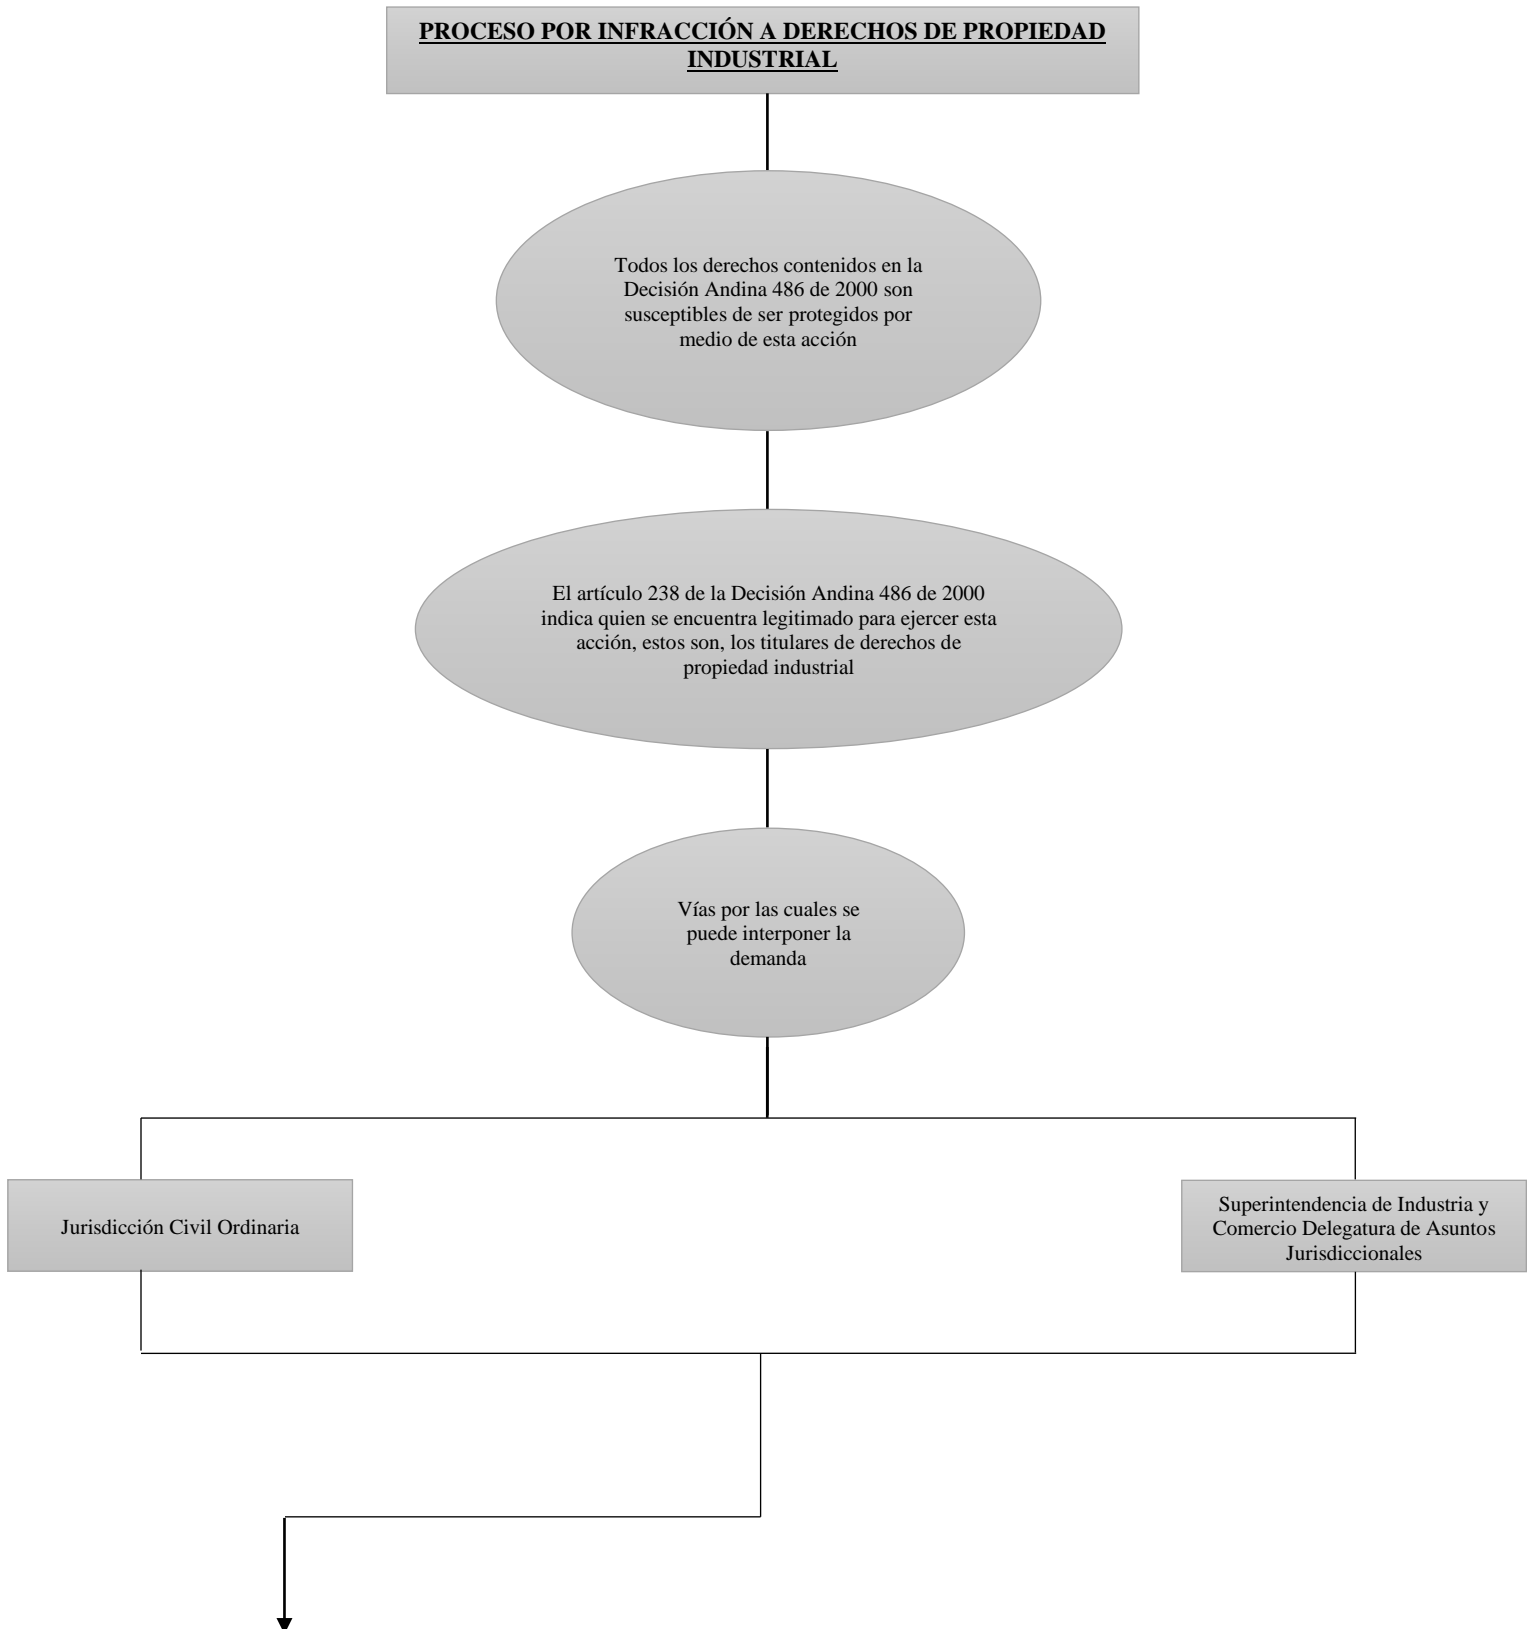 PROCESO POR INFRACCIÓN A DERECHOS DE PROPIEDAD
INDUSTRIAL
Todos los derechos contenidos en la
Decisión Andina 486 de 2000 son
susceptibles de ser protegidos por
medio de esta acción
El artículo 238 de la Decisión Andina 486 de 2000
indica quien se encuentra legitimado para ejercer esta
acción, estos son, los titulares de derechos de
propiedad industrial
Vías por las cuales se
puede interponer la
demanda
Jurisdicción Civil Ordinaria
Superintendencia de Industria y
Comercio Delegatura de Asuntos
Jurisdiccionales